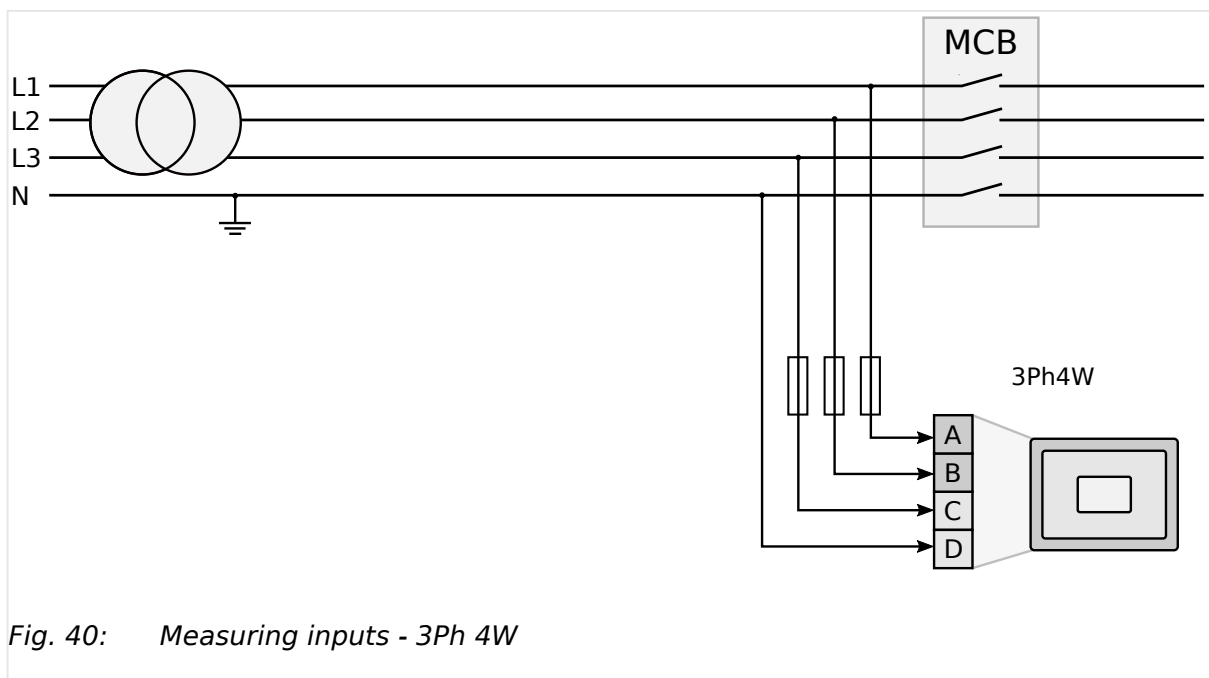 MCB
L1
L2
L3
N
3Ph4W
A
B
C
D
Fig. 40: Measuring inputs - 3Ph 4W